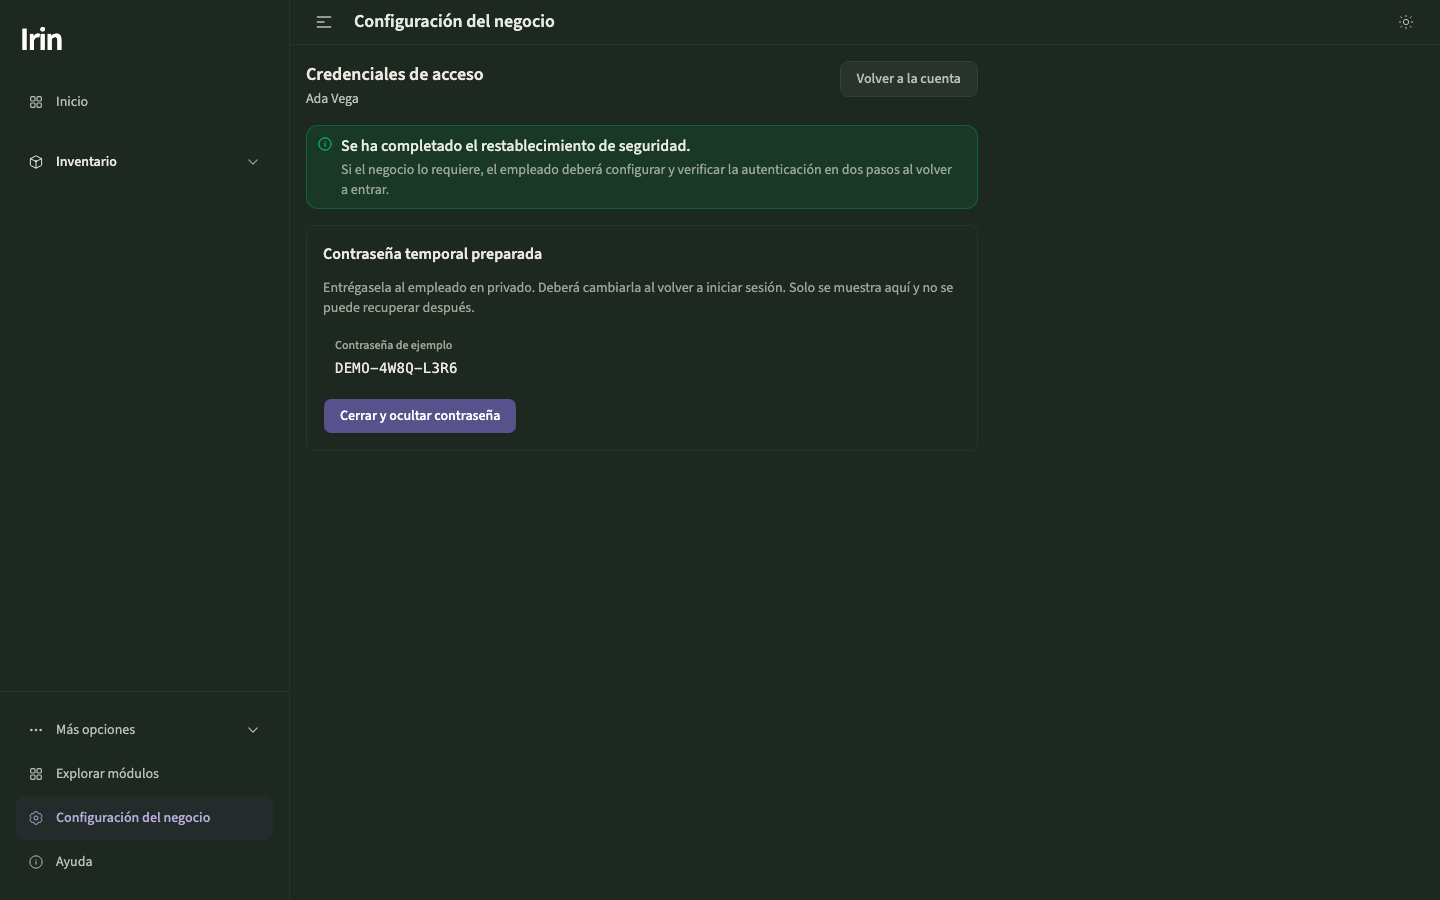 Irin
Inicio
Inventario
Más opciones
Explorar módulos
Configuración del negocio
Ayuda
Configuración del negocio
Credenciales de acceso
Ada Vega
Volver a la cuenta
Se ha completado el restablecimiento de seguridad.
Si el negocio lo requiere, el empleado deberá configurar y verificar la autenticación en dos pasos al volver
a entrar.
Contraseña temporal preparada
Entrégasela al empleado en privado. Deberá cambiarla al volver a iniciar sesión. Solo se muestra aquí y no se
puede recuperar después.
Contraseña de ejemplo
DEMO-4W8Q-L3R6
Cerrar y ocultar contraseña